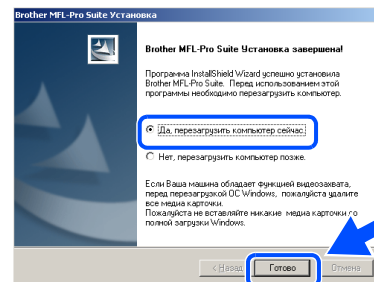 Brother MFL-Pro Suite Установка
Brother MFL-Pro Suite Установка завершена!
Программа InstallShield Wizard успешно установила
Brother MFL-Pro Suite. Перед использованием этой
программы необходимо перезагрузить компьютер.
Да, перезагрузить компьютер сейчас.
Нет, перезагрузить компьютер позже.
Если Ваша машина обладает функцией видеозахвата,
перед перезагрузкой ОС Windows, пожалуйста удалите
все медиа карточки.
Пожалуйста не вставляйте никакие медиа карточки до
полной загрузки Windows.
< Назад Готово Отмена